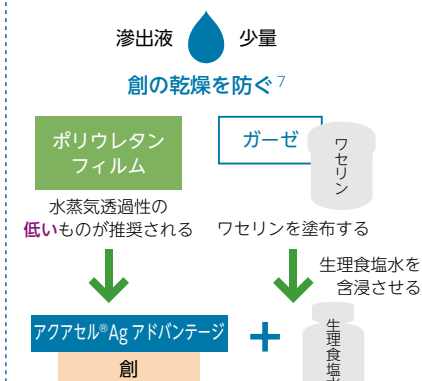 滲出液 少量
創の乾燥を防ぐ7
ポリウレタン
フィルム
ガーゼ
ワセリン
水蒸気透過性の
低いものが推奨される
ワセリンを塗布する
生理食塩水を
含浸させる
アクアセル®Ag アドバンテージ
+
創
生理食塩水